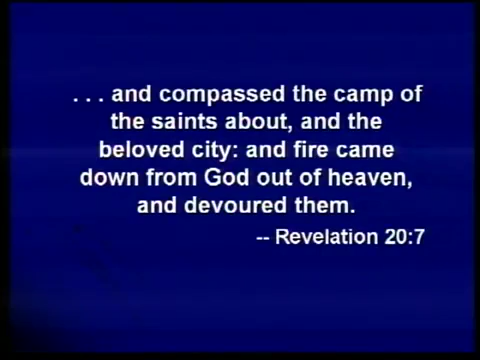 . . . and compassed the camp of
the saints about, and the
beloved city: and fire came
down from God out of heaven,
and devoured them.
-- Revelation 20:7